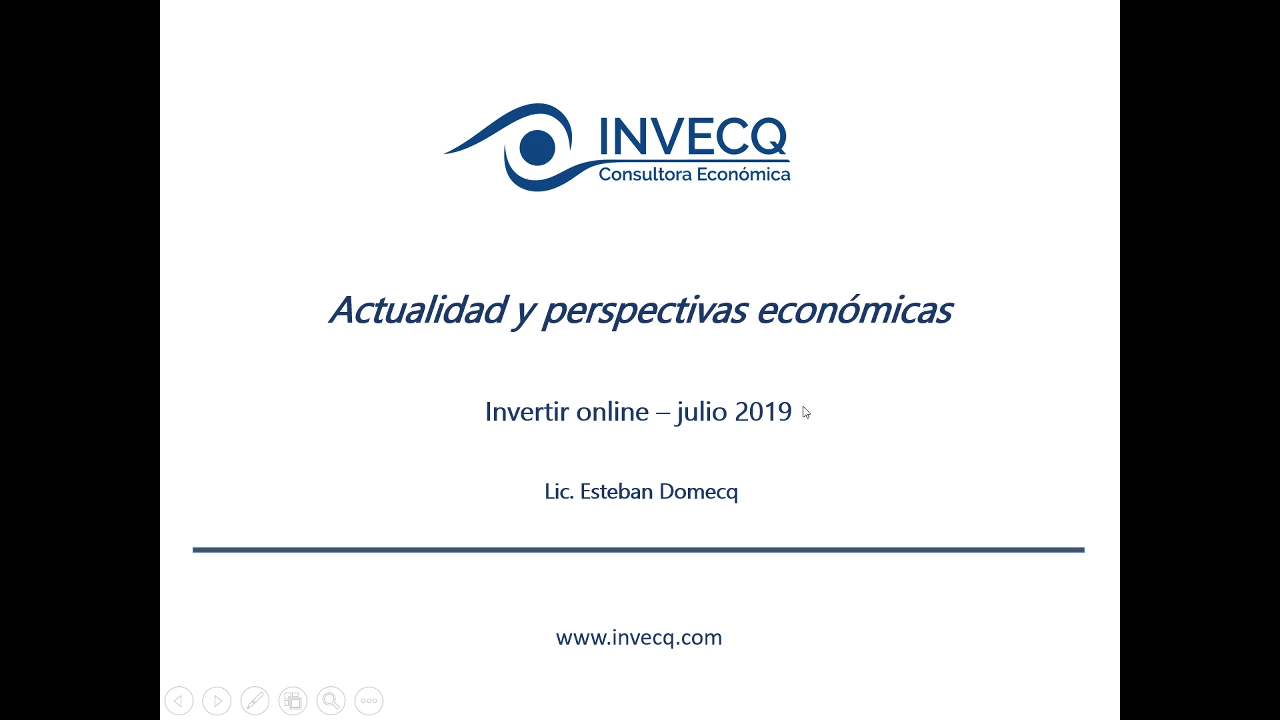 INVECQ
Consultora Económica
Actualidad y perspectivas económicas
Invertir online – julio 2019
Lic. Esteban Domecq
www.invecq.com